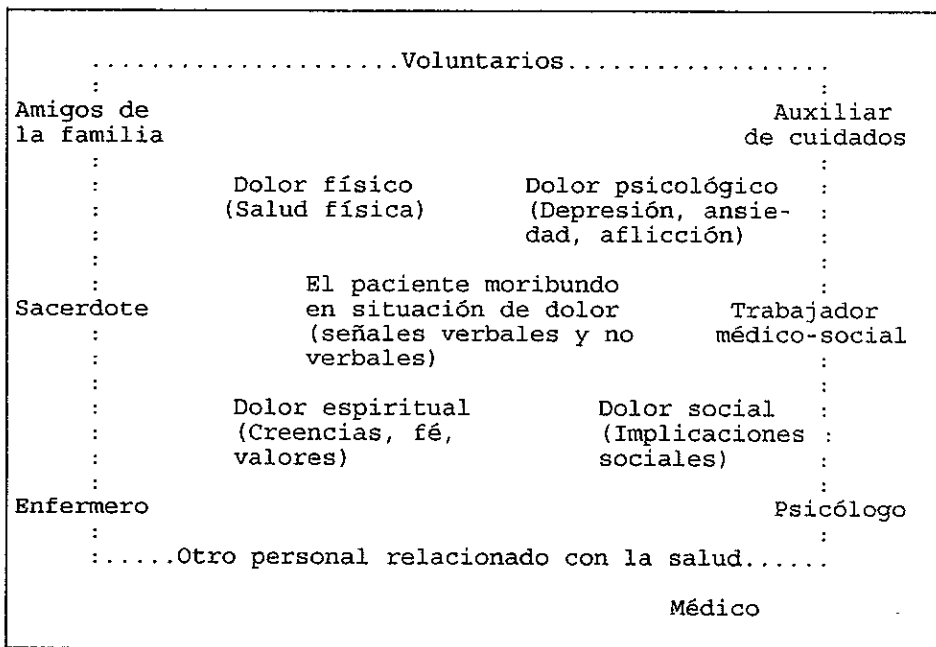 .....................Voluntarios..................
: :
Amigos de Auxiliar
la familia de cuidados
: :
: Dolor físico Dolor psicológico :
: (Salud física) (Depresión, ansie- :
: dad, aflicción) :
: :
: El paciente moribundo :
Sacerdote en situación de dolor Trabajador
: (señales verbales y no médico-social
: verbales) :
: :
: Dolor espiritual Dolor social :
: (Creencias, fé, (Implicaciones :
: valores) sociales) :
: :
Enfermero Psicólogo
: :
:.....Otro personal relacionado con la salud......
Médico